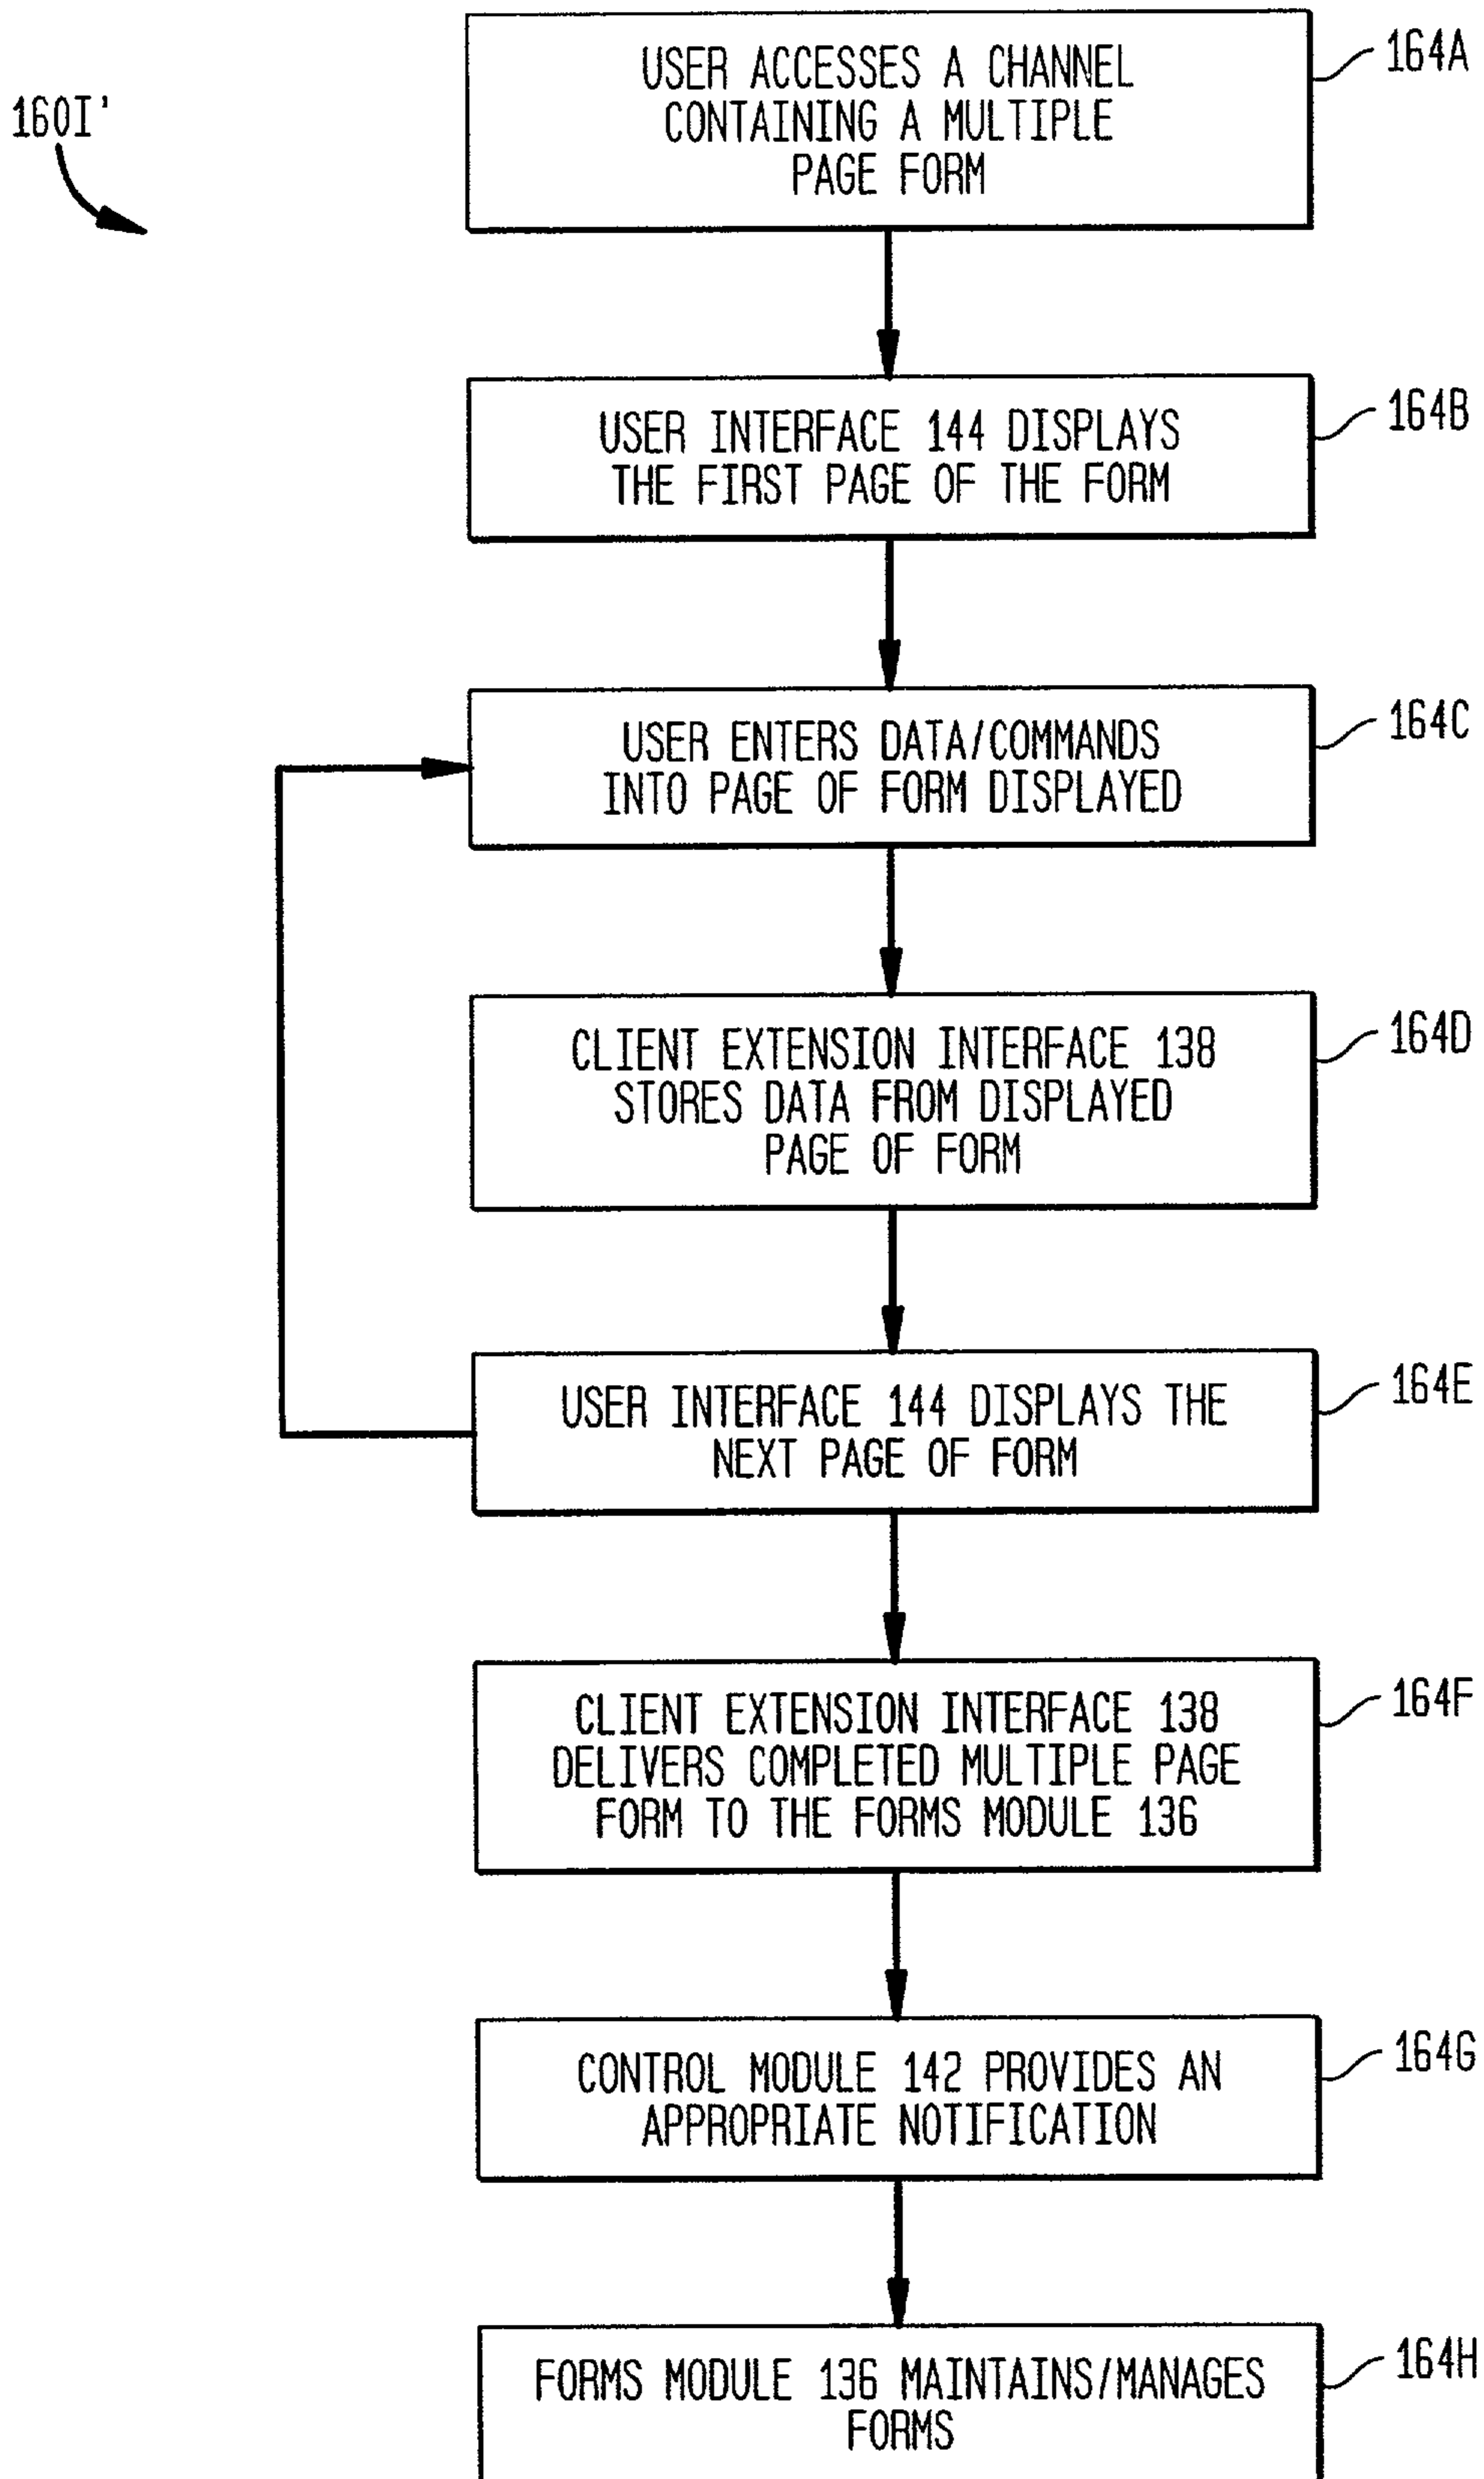 160I'
USER ACCESSES A CHANNEL
CONTAINING A MULTIPLE
PAGE FORM
164A
USER INTERFACE 144 DISPLAYS
THE FIRST PAGE OF THE FORM
164B
USER ENTERS DATA/COMMANDS
INTO PAGE OF FORM DISPLAYED
164C
CLIENT EXTENSION INTERFACE 138
STORES DATA FROM DISPLAYED
PAGE OF FORM
164D
USER INTERFACE 144 DISPLAYS THE
NEXT PAGE OF FORM
164E
CLIENT EXTENSION INTERFACE 138
DELIVERS COMPLETED MULTIPLE PAGE
FORM TO THE FORMS MODULE 136
164F
CONTROL MODULE 142 PROVIDES AN
APPROPRIATE NOTIFICATION
164G
FORMS MODULE 136 MAINTAINS/MANAGES
FORMS
164H